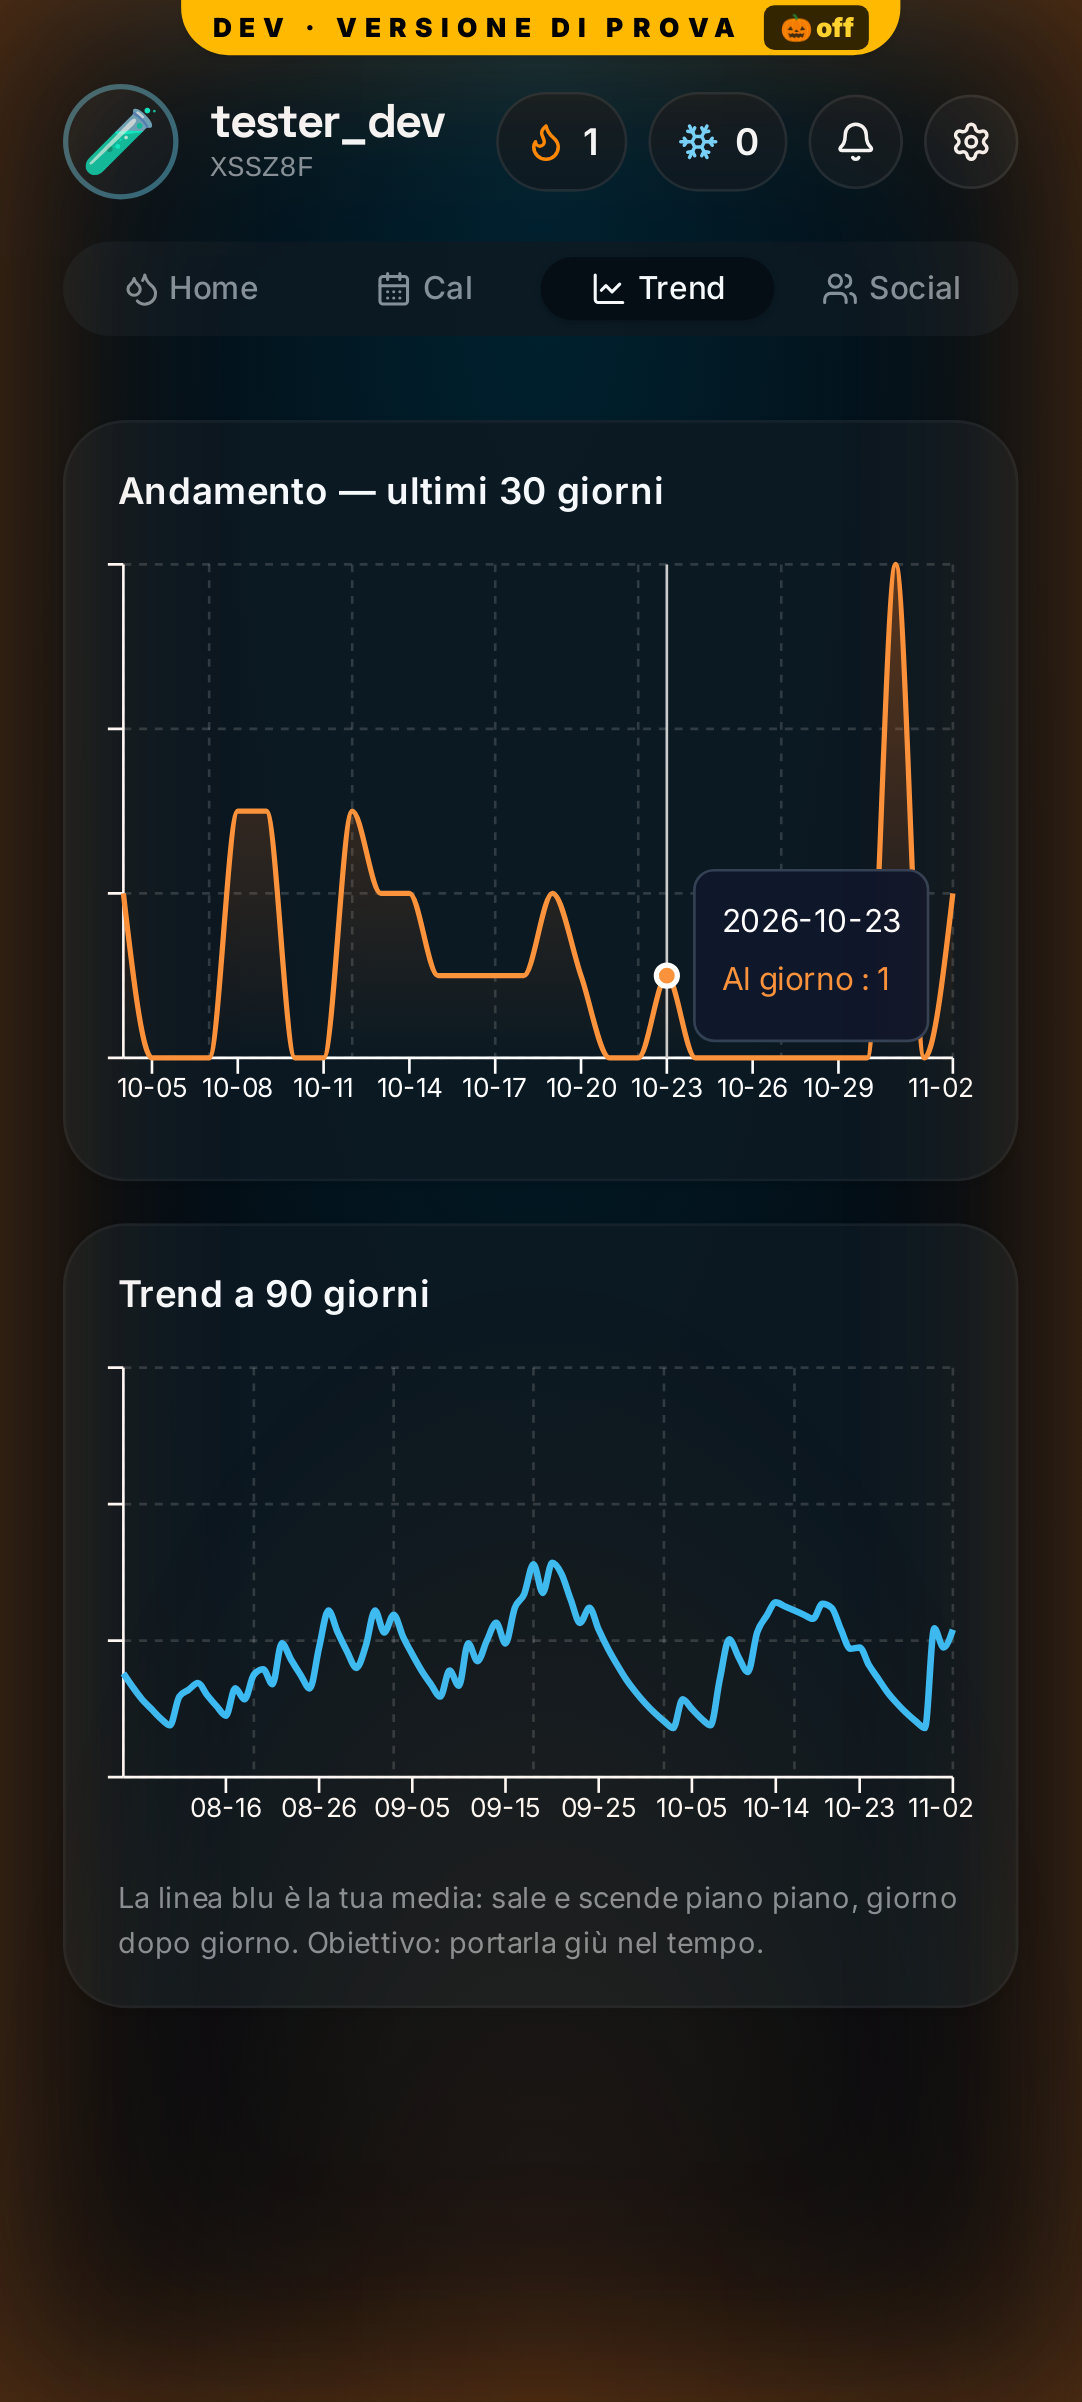 DEV · VERSIONE DI PROVA 🎃 off
tester_dev
XSSZ8F
1
0
Home
Cal
Trend
Social
Andamento — ultimi 30 giorni
2026-10-23
Al giorno : 1
10-05 10-08 10-11 10-14 10-17 10-20 10-23 10-26 10-29 11-02
Trend a 90 giorni
08-16 08-26 09-05 09-15 09-25 10-05 10-14 10-23 11-02
La linea blu è la tua media: sale e scende piano piano, giorno
dopo giorno. Obiettivo: portarla giù nel tempo.